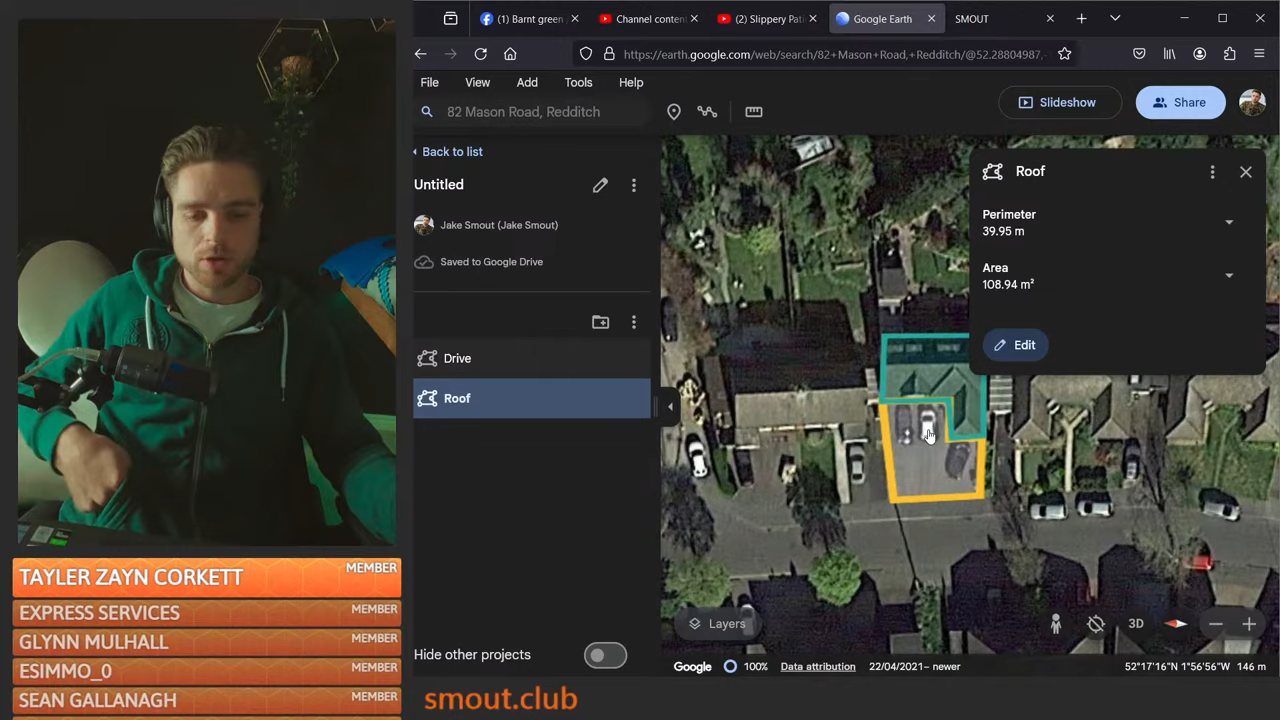 (1) Barnt green
Channel conten
(2) Slippery Pati
Google Earth
SMOUT
https://earth.google.com/web/search/82+Mason+Road,+Redditch/@52.28804987,-
File View Add Tools Help
82 Mason Road, Redditch
Slideshow
Share
Back to list
Untitled
Jake Smout (Jake Smout)
Saved to Google Drive
Drive
Roof
Hide other projects
Roof
Perimeter
39.95 m
Area
108.94 m²
Edit
Layers
3D
Google
100%
Data attribution
22/04/2021– newer
52°17'16"N 1°56'56"W 146 m
TAYLER ZAYN CORKETT MEMBER
EXPRESS SERVICES MEMBER
GLYNN MULHALL MEMBER
ESIMMO_0 MEMBER
SEAN GALLANAGH MEMBER
smout.club